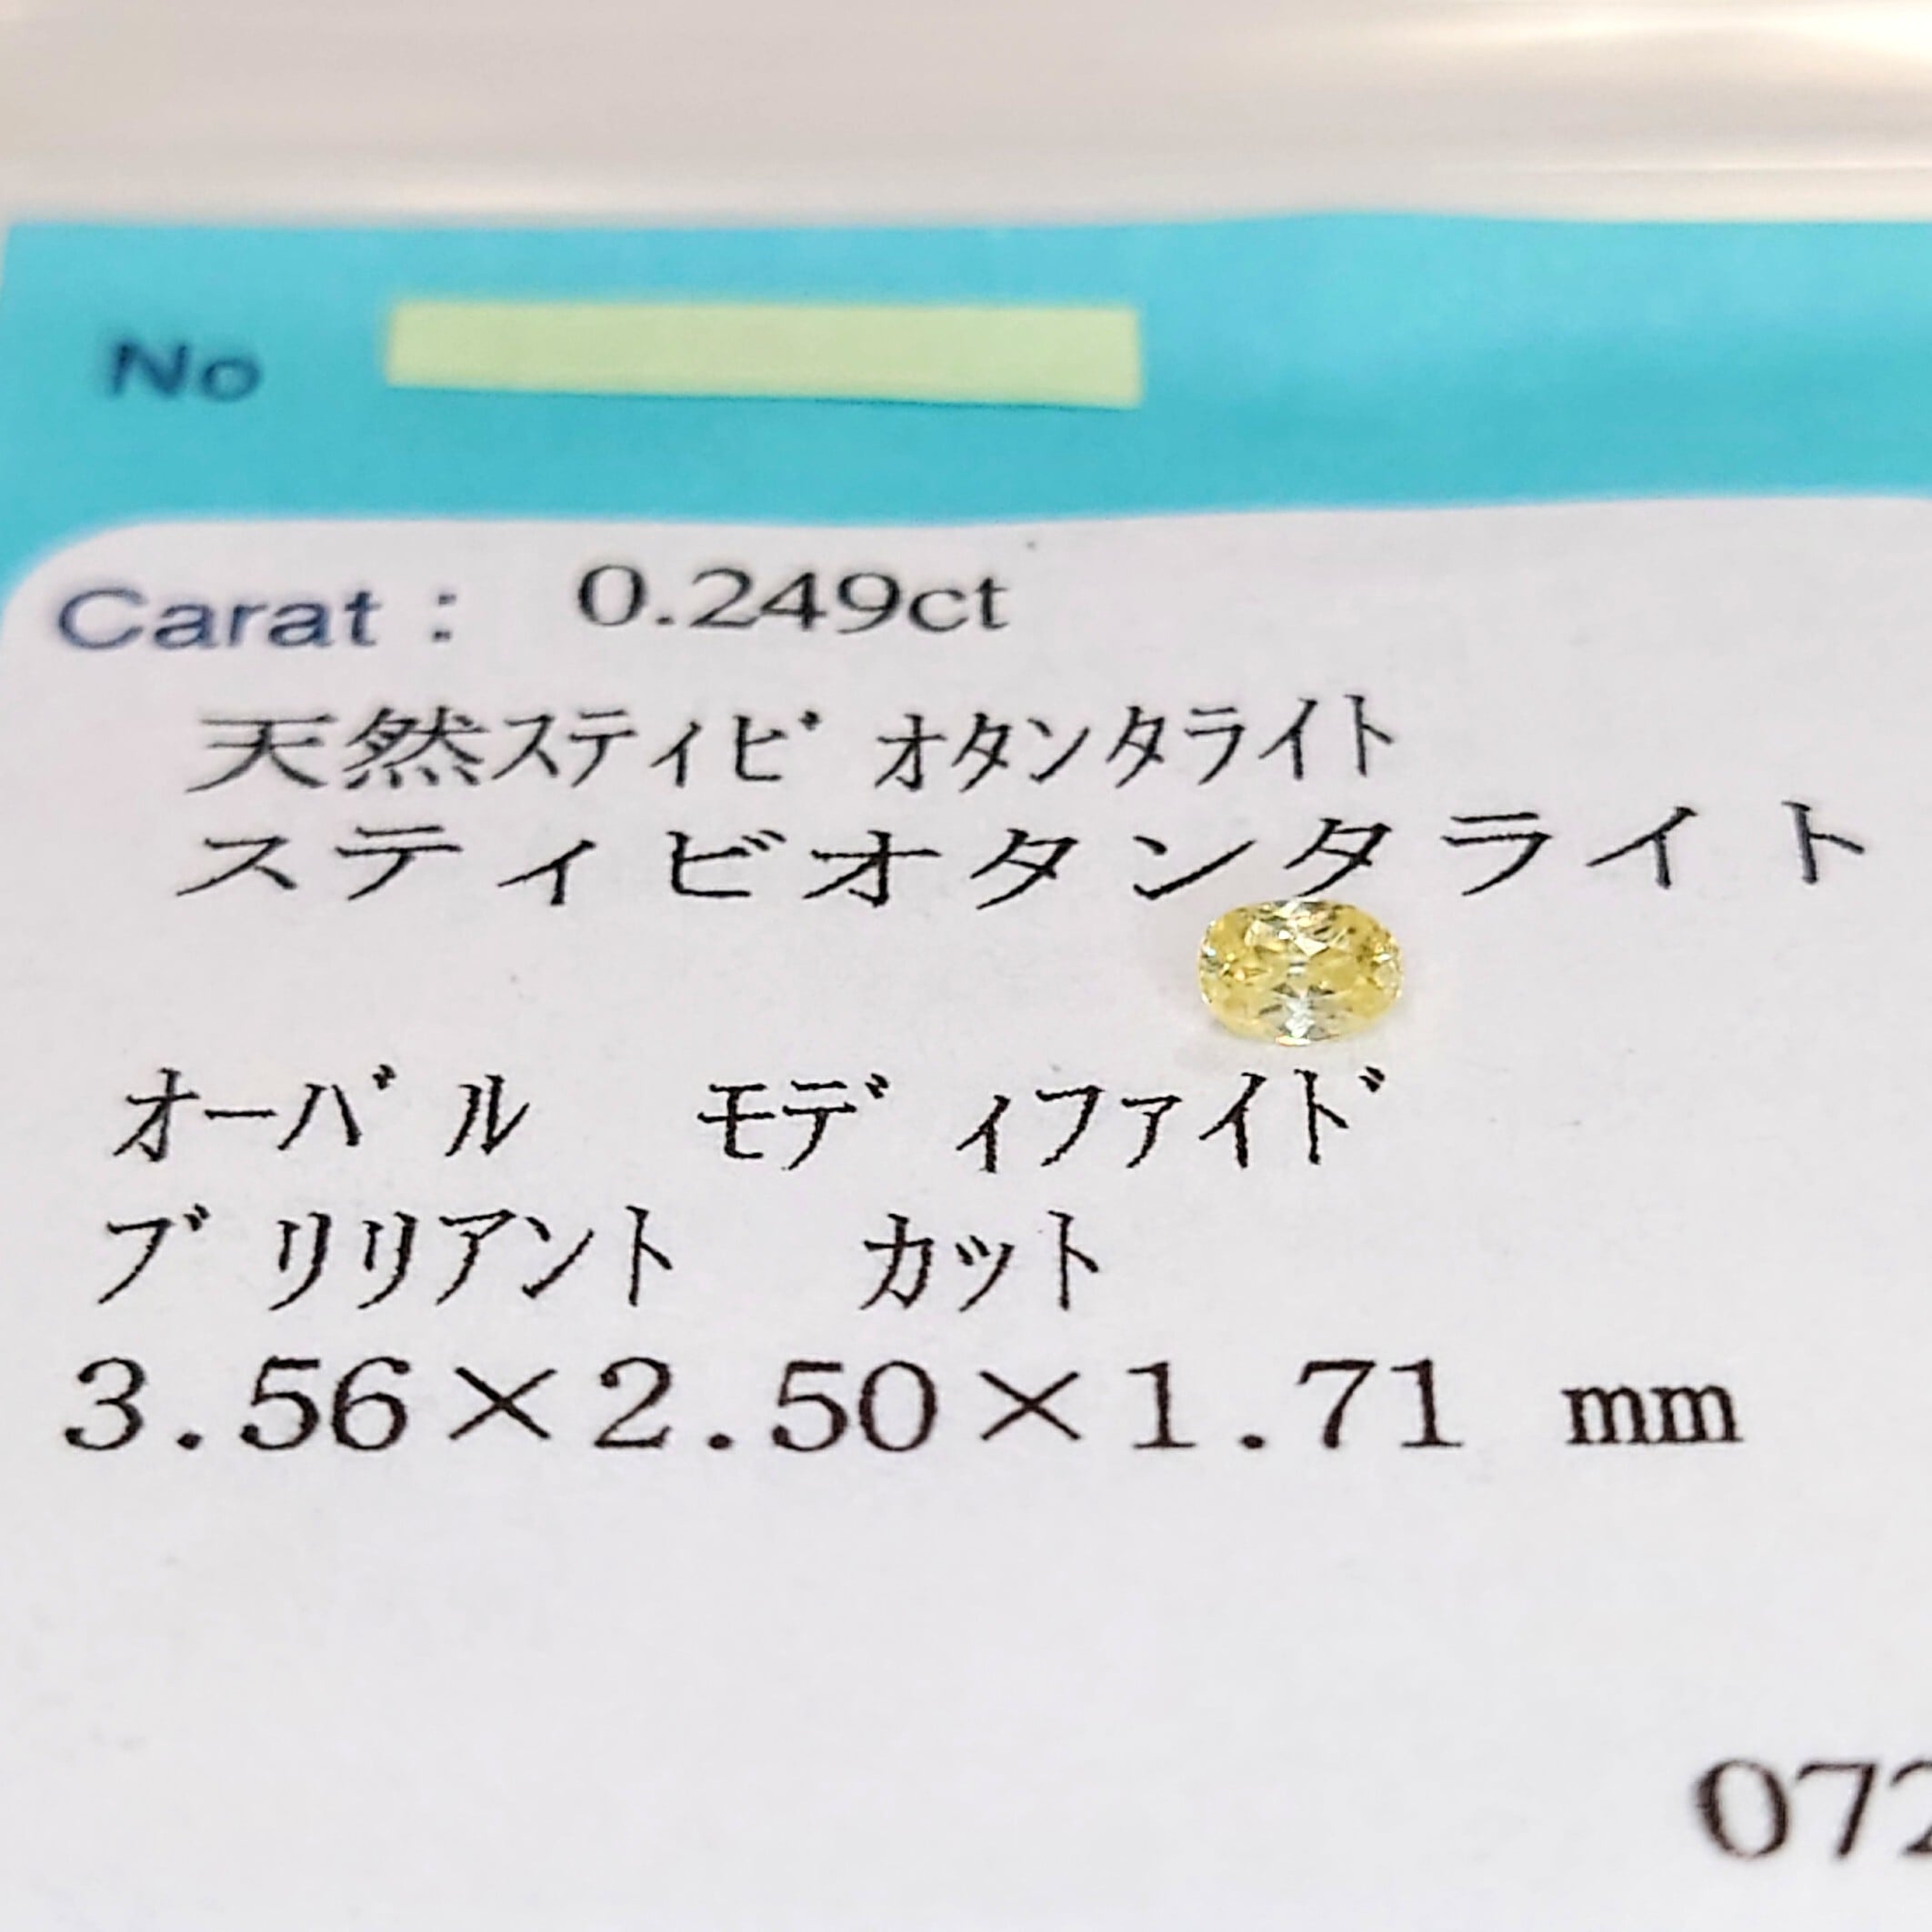 No
Carat : 0.249ct
天然ｽﾃｨﾋﾞｵﾀﾝﾀﾗｲﾄ
スティビオタンタライト
ｵｰﾊﾞﾙ ﾓﾃﾞｨﾌｧｲﾄﾞ
ﾌﾞﾘﾘｱﾝﾄ ｶｯﾄ
3.56×2.50×1.71 mm